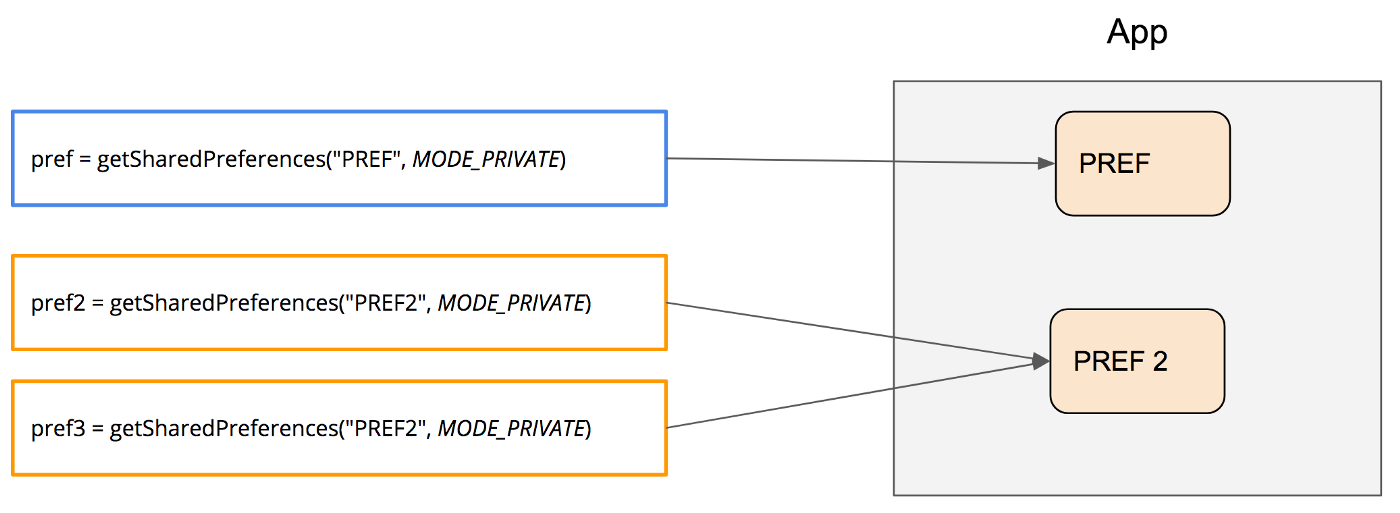 App
pref = getSharedPreferences("PREF", MODE_PRIVATE)
PREF
pref2 = getSharedPreferences("PREF2", MODE_PRIVATE)
PREF 2
pref3 = getSharedPreferences("PREF2", MODE_PRIVATE)